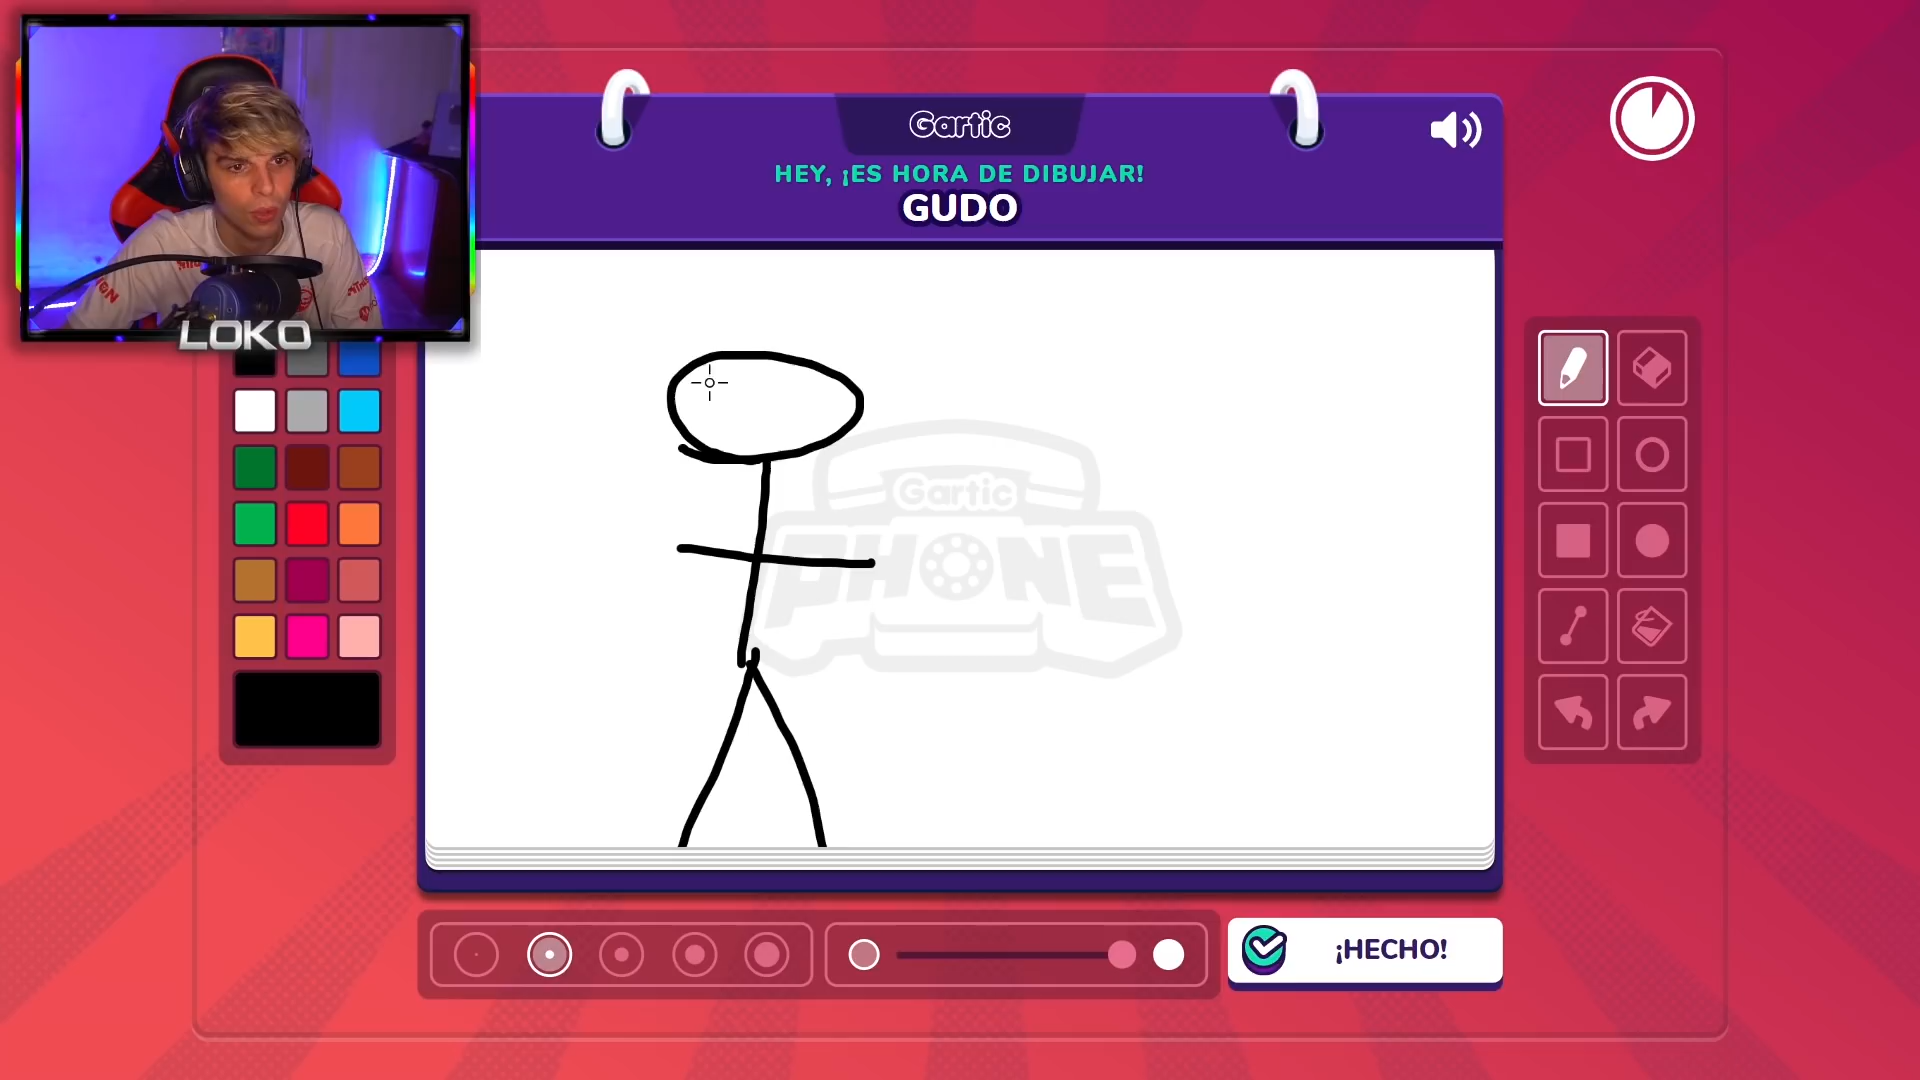 Gartic
HEY, ¡ES HORA DE DIBUJAR!
GUDO
LOKO
Gartic
PHONE
¡HECHO!